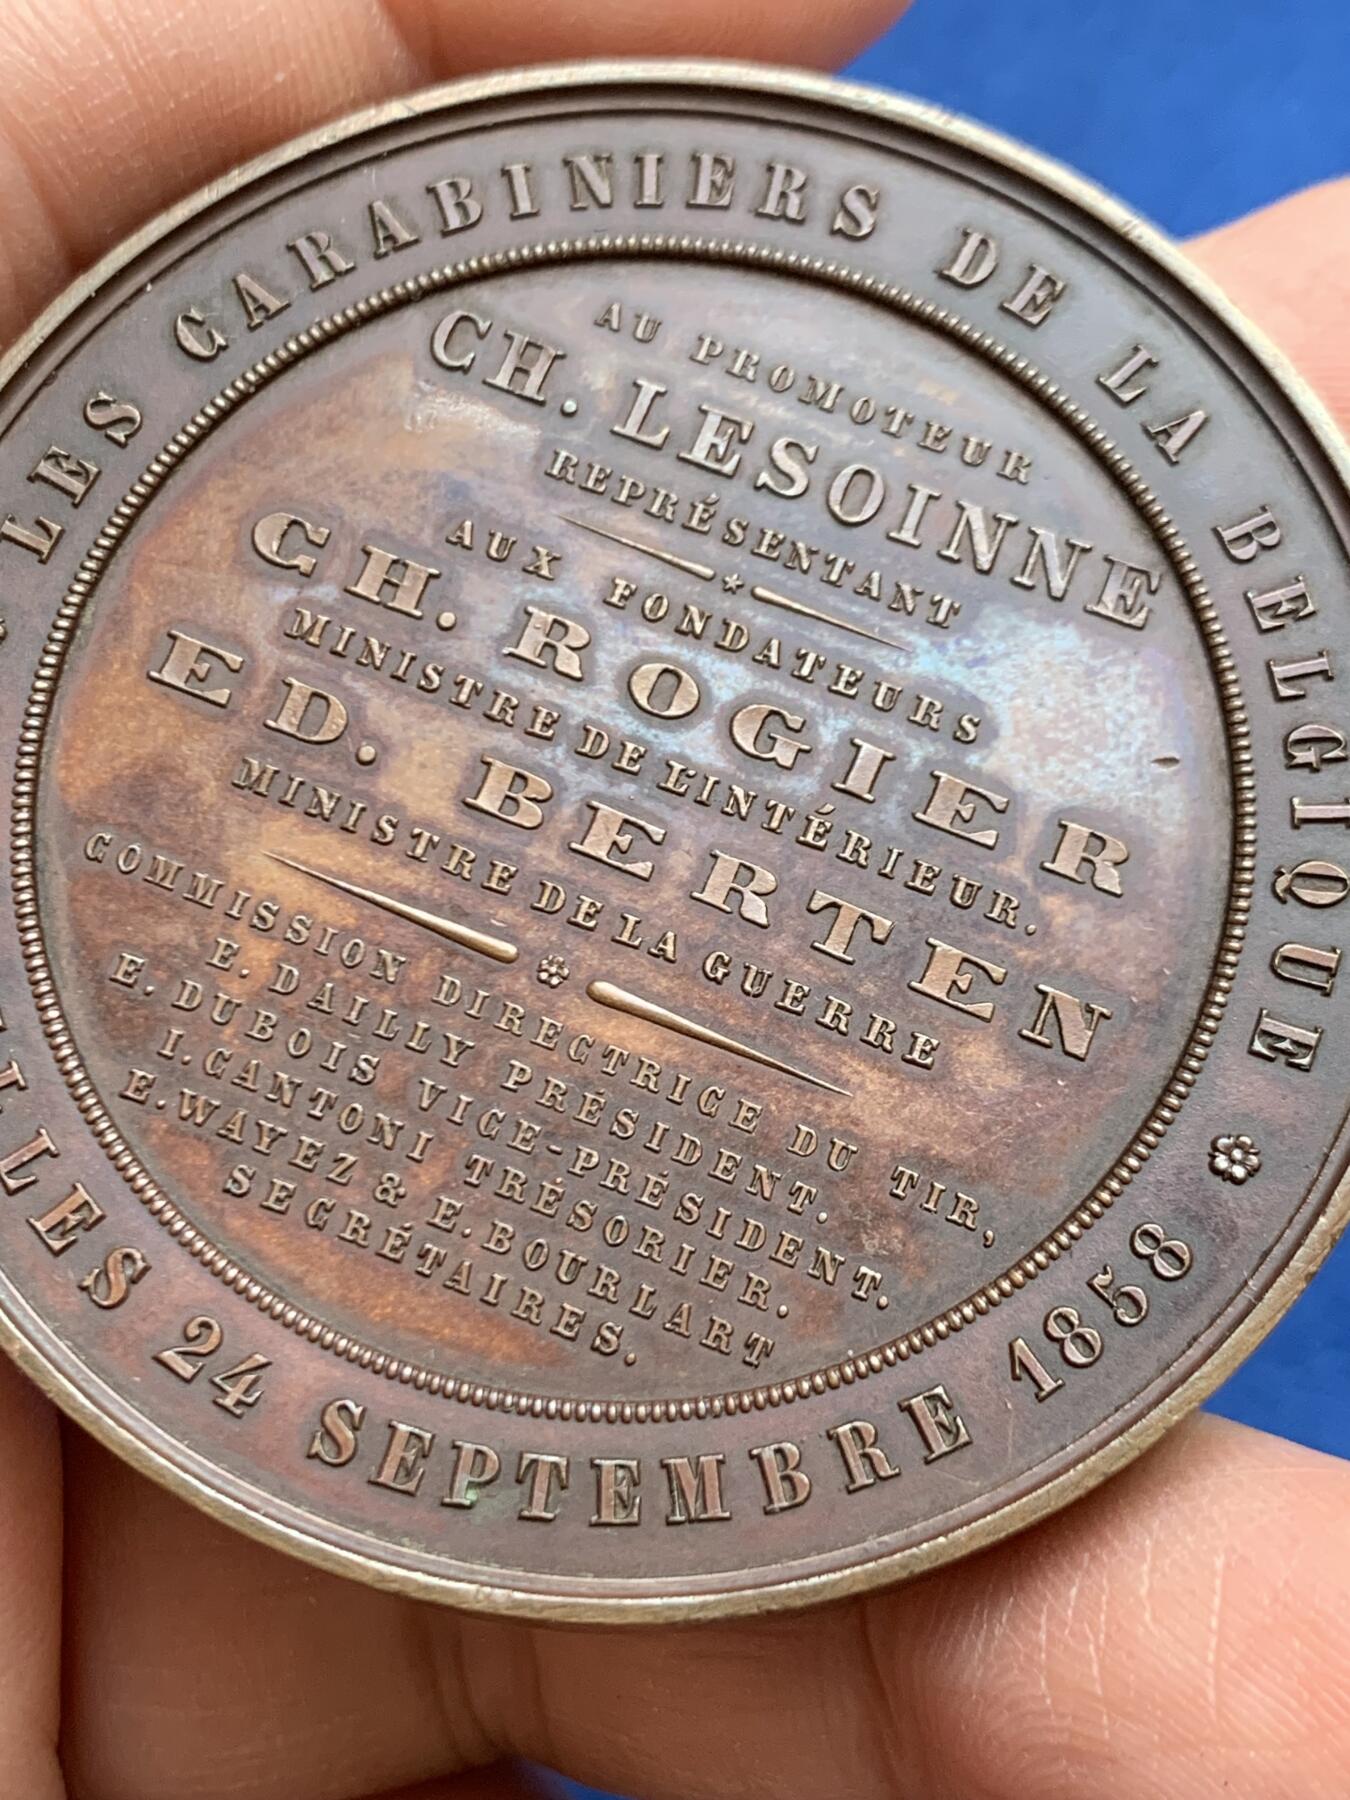 LES CARABINIERS DE LA BELGIQUE
AU PROMOTEUR
CH. LESOINNE
REPRÉSENTANT
AUX FONDATEURS
CH. ROGIER
MINISTRE DE L'INTÉRIEUR.
ED. BERTEN
MINISTRE DE LA GUERRE
COMMISSION DIRECTRICE DU TIR,
E. DAILLY PRÉSIDENT.
E. DUBOIS VICE-PRÉSIDENT.
I. CANTONI TRÉSORIER.
E. WAYEZ & E. BOURLART
SECRÉTAIRES.
24 SEPTEMBRE 1858